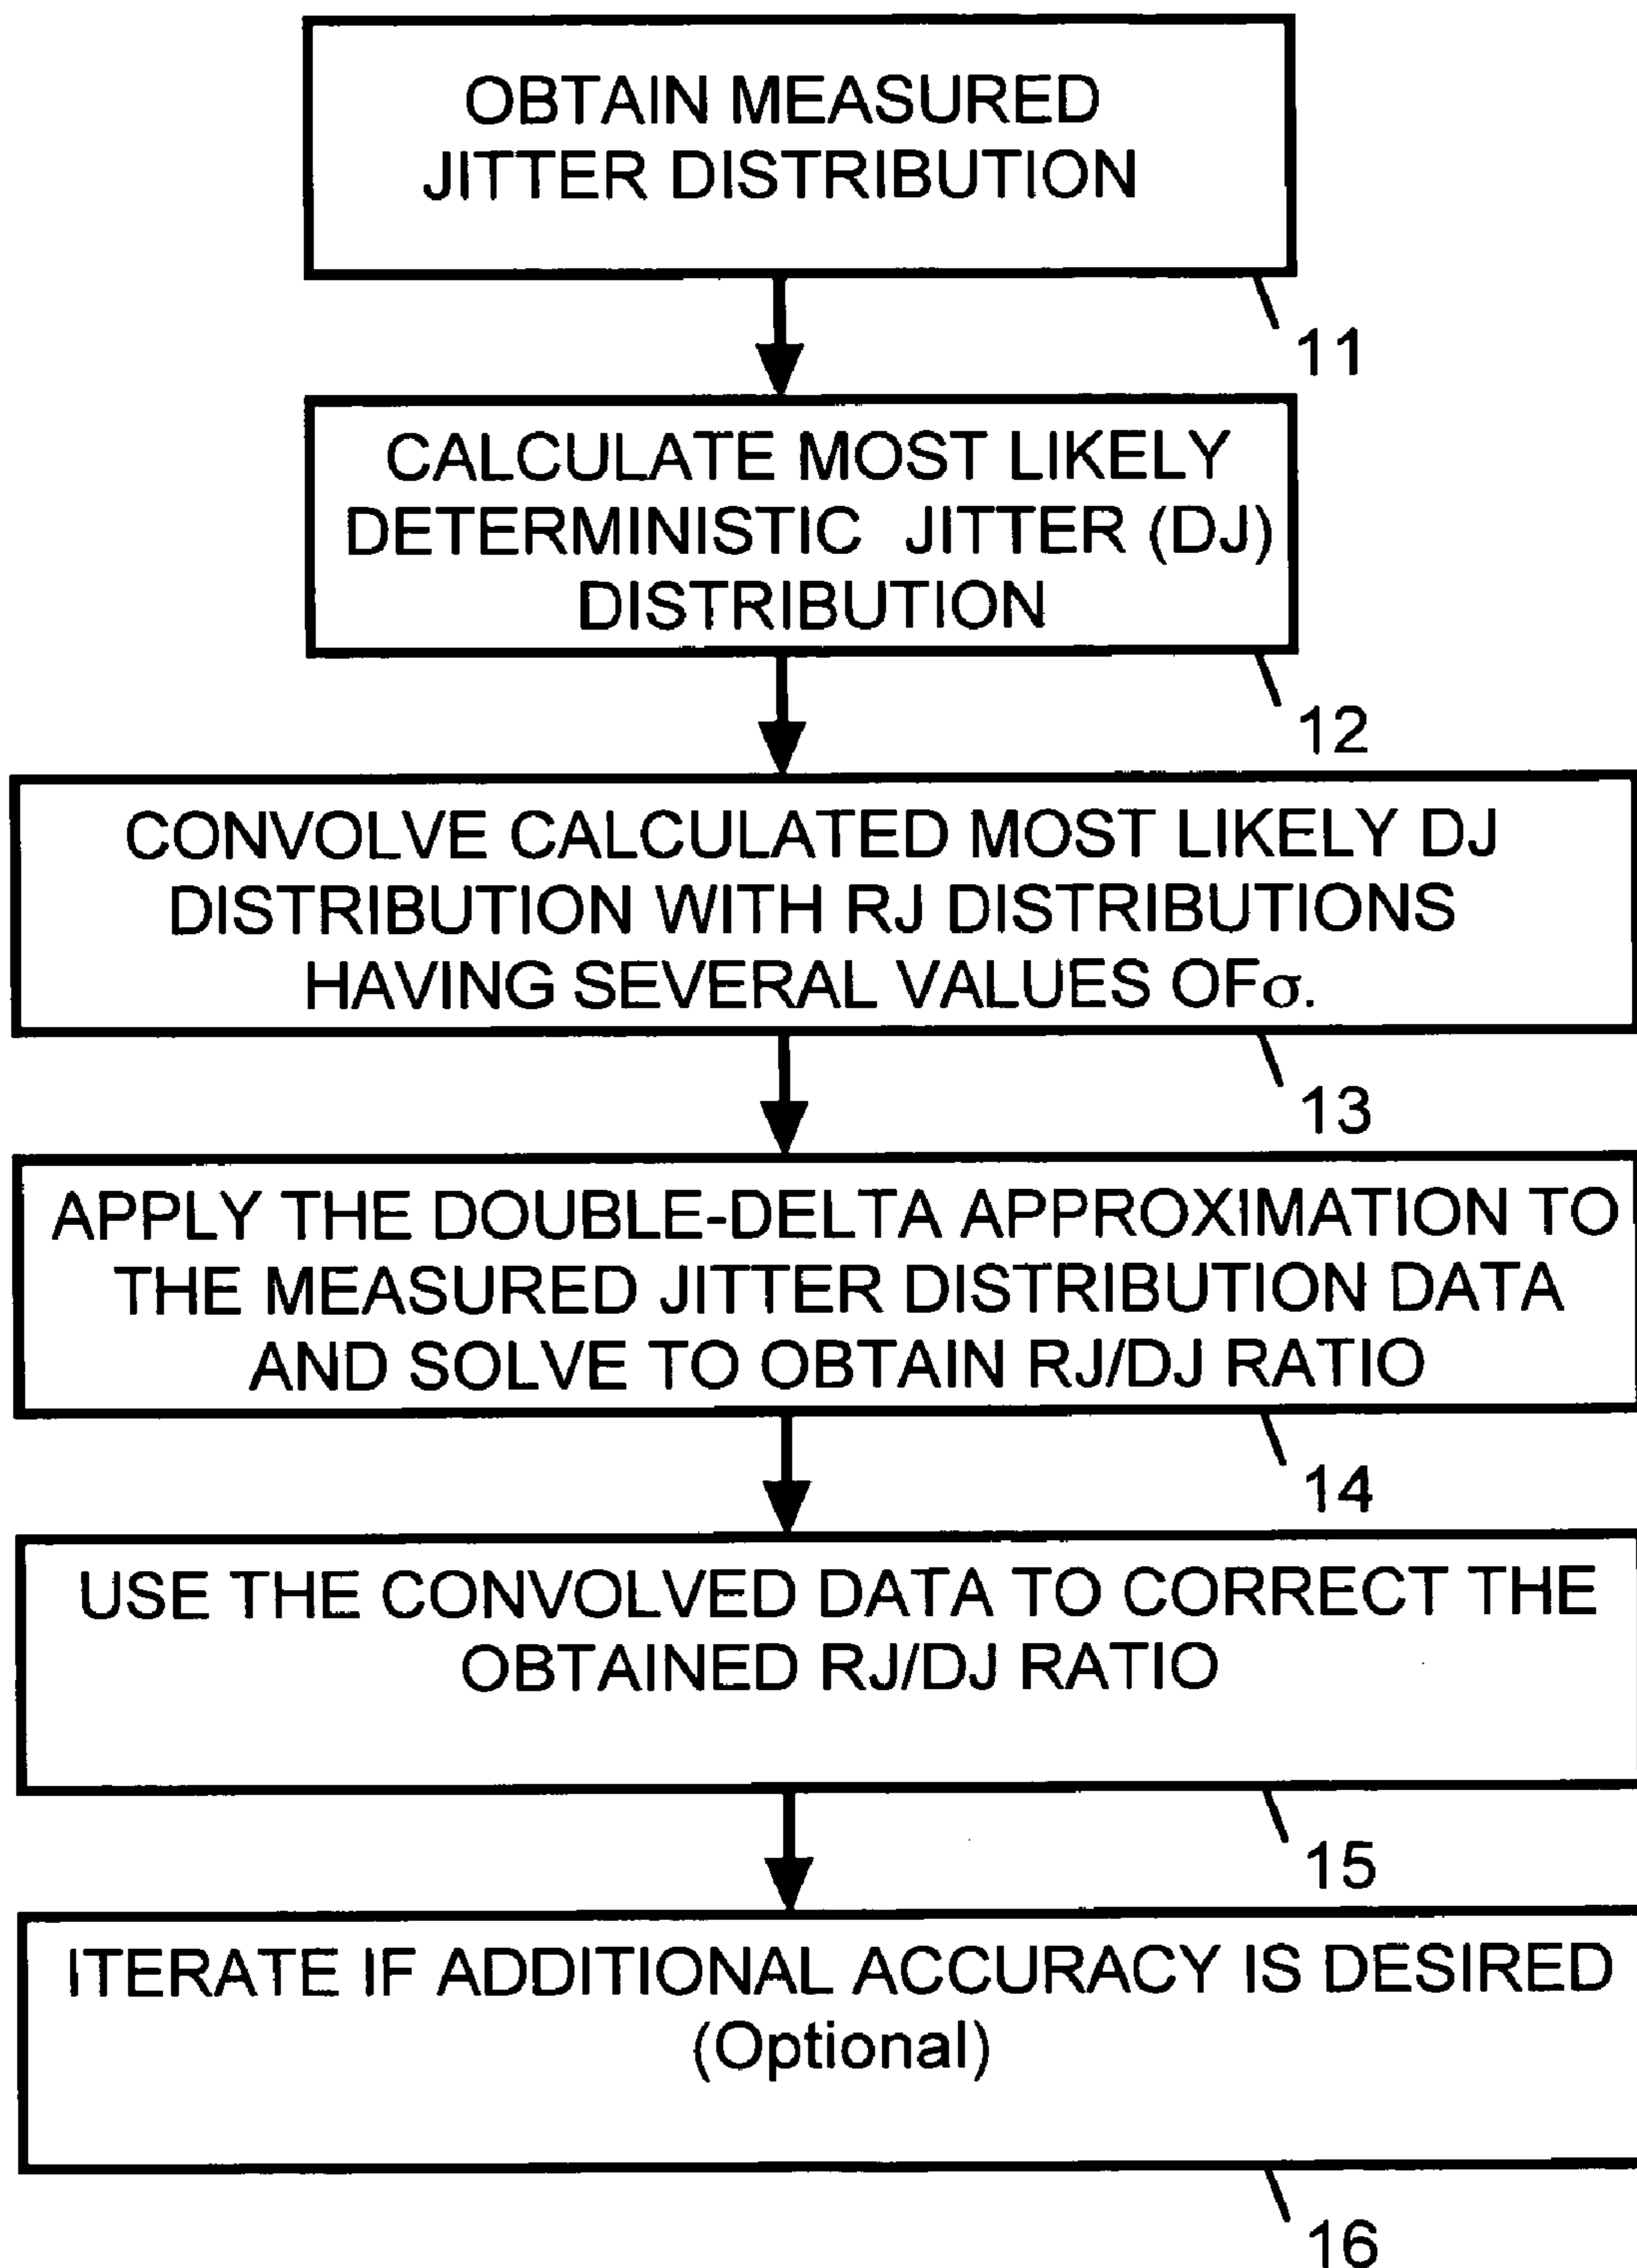 OBTAIN MEASURED
JITTER DISTRIBUTION
11
CALCULATE MOST LIKELY
DETERMINISTIC JITTER (DJ)
DISTRIBUTION
12
CONVOLVE CALCULATED MOST LIKELY DJ
DISTRIBUTION WITH RJ DISTRIBUTIONS
HAVING SEVERAL VALUES OFσ.
13
APPLY THE DOUBLE-DELTA APPROXIMATION TO
THE MEASURED JITTER DISTRIBUTION DATA
AND SOLVE TO OBTAIN RJ/DJ RATIO
14
USE THE CONVOLVED DATA TO CORRECT THE
OBTAINED RJ/DJ RATIO
15
ITERATE IF ADDITIONAL ACCURACY IS DESIRED
(Optional)
16